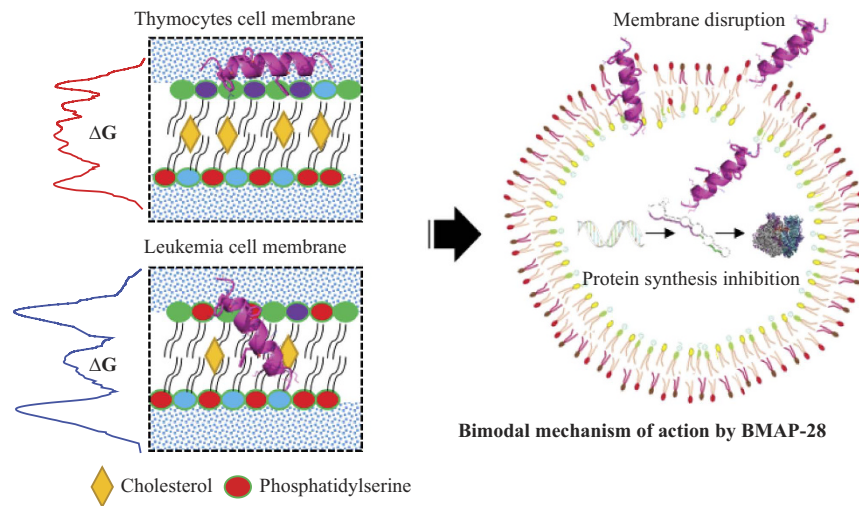 Thymocytes cell membrane
ΔG
Leukemia cell membrane
ΔG
Cholesterol
Phosphatidylserine
Membrane disruption
Protein synthesis inhibition
Bimodal mechanism of action by BMAP-28